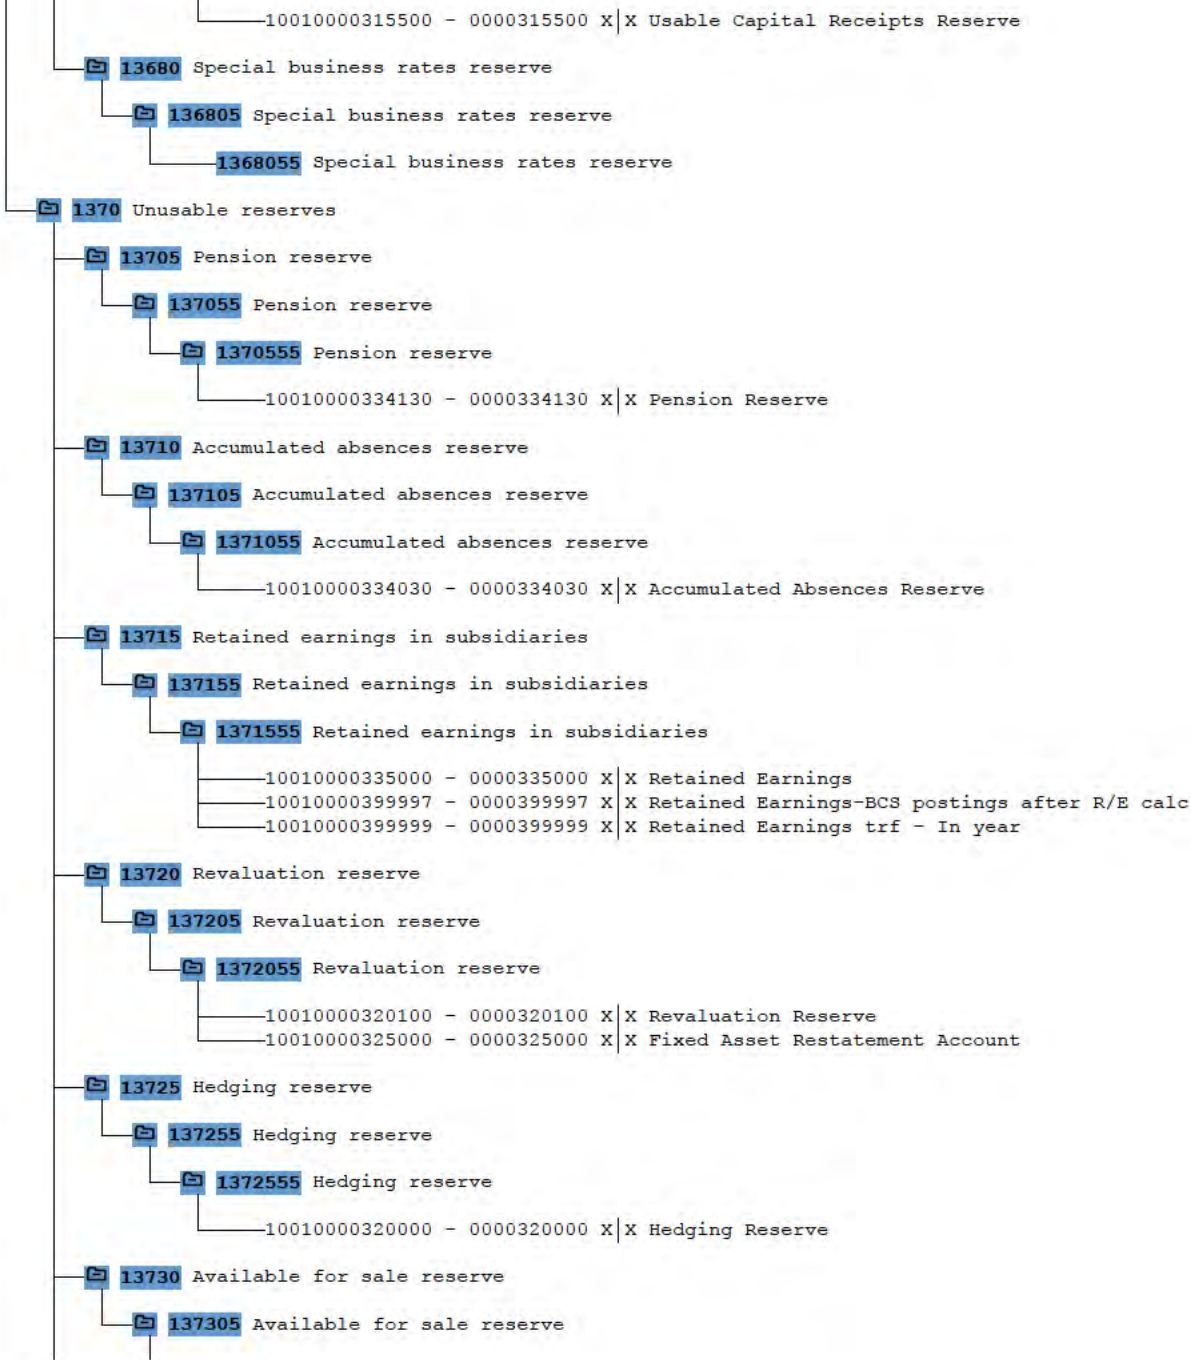 10010000315500 - 0000315500 X X Usable Capital Receipts Reserve
13680 Special business rates reserve
136805 Special business rates reserve
1368055 Special business rates reserve
1370 Unusable reserves
13705 Pension reserve
137055 Pension reserve
1370555 Pension reserve
10010000334130 - 0000334130 X X Pension Reserve
13710 Accumulated absences reserve
137105 Accumulated absences reserve
1371055 Accumulated absences reserve
10010000334030 - 0000334030 X X Accumulated Absences Reserve
13715 Retained earnings in subsidiaries
137155 Retained earnings in subsidiaries
1371555 Retained earnings in subsidiaries
10010000335000 - 0000335000 X X Retained Earnings
10010000399997 - 0000399997 X X Retained Earnings-BCS postings after R/E calc
10010000399999 - 0000399999 X X Retained Earnings trf - In year
13720 Revaluation reserve
137205 Revaluation reserve
1372055 Revaluation reserve
10010000320100 - 0000320100 X X Revaluation Reserve
10010000325000 - 0000325000 X X Fixed Asset Restatement Account
13725 Hedging reserve
137255 Hedging reserve
1372555 Hedging reserve
10010000320000 - 0000320000 X X Hedging Reserve
13730 Available for sale reserve
137305 Available for sale reserve